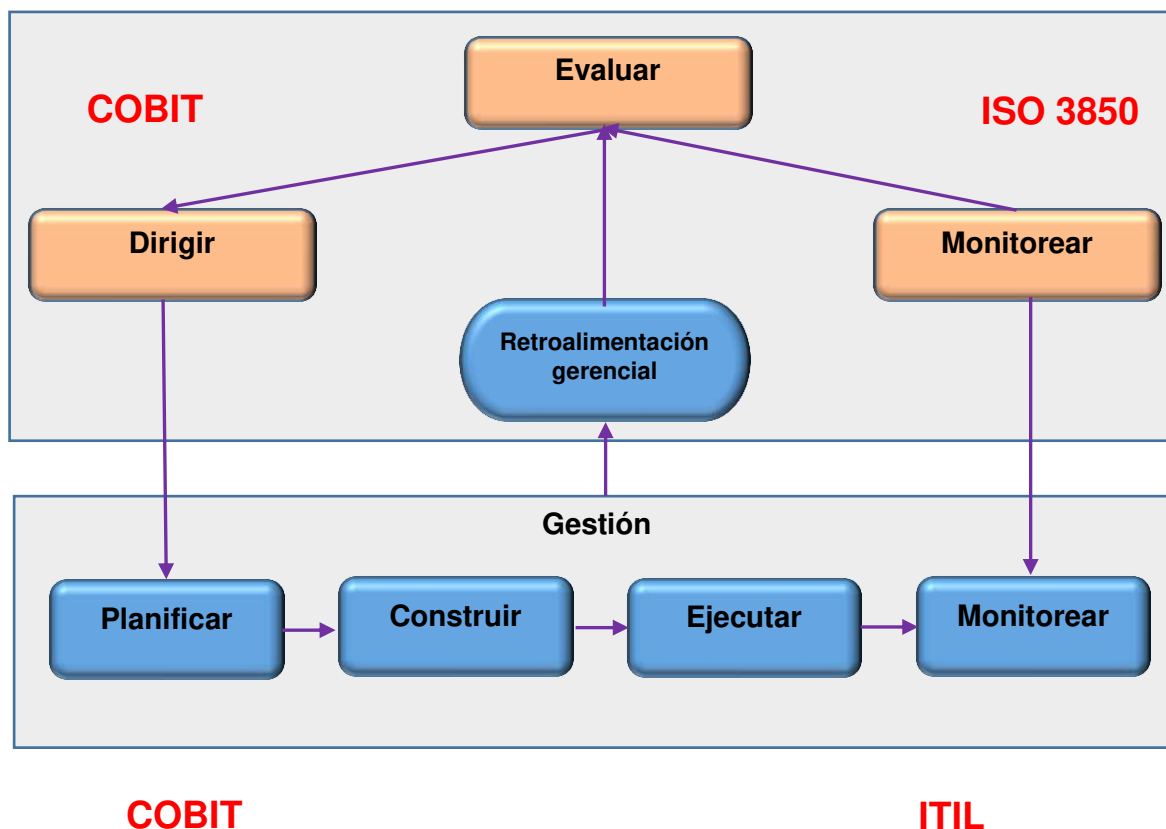 Evaluar
COBIT
ISO 3850
Dirigir
Monitorear
Retroalimentación
gerencial
Gestión
Planificar
Construir
Ejecutar
Monitorear
COBIT
ITIL